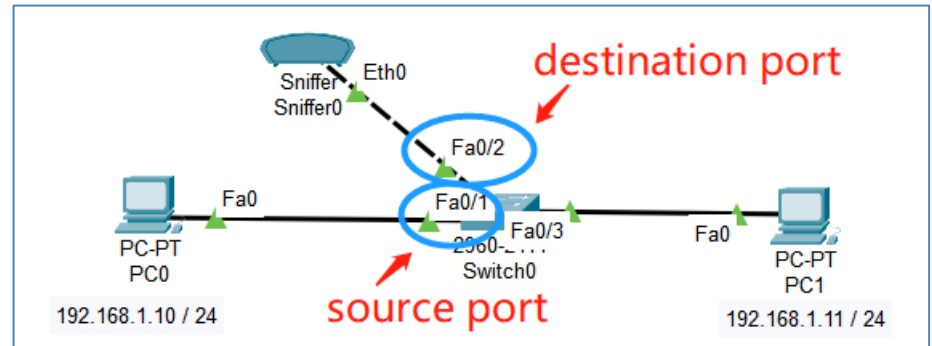 destination port
Eth0
Sniffer
Sniffer0
Fa0/2
Fa0
Fa0/1
Fa0/3
Fa0
PC-PT
PC0
Switch0
PC-PT
PC1
source port
192.168.1.10 / 24
192.168.1.11 / 24